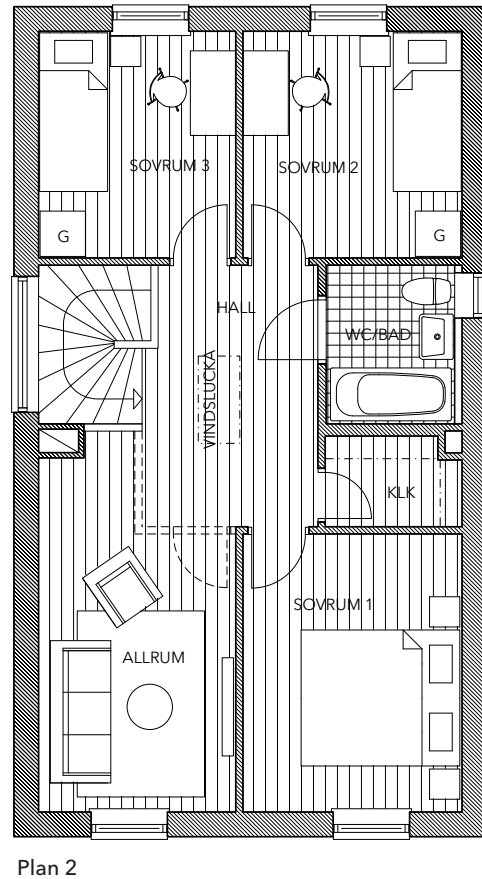 SOVRUM 3
SOVRUM 2
G
G
HALL
WC/BAD
VINDSLUCKA
KLK
SOVRUM 1
ALLRUM
Plan 2